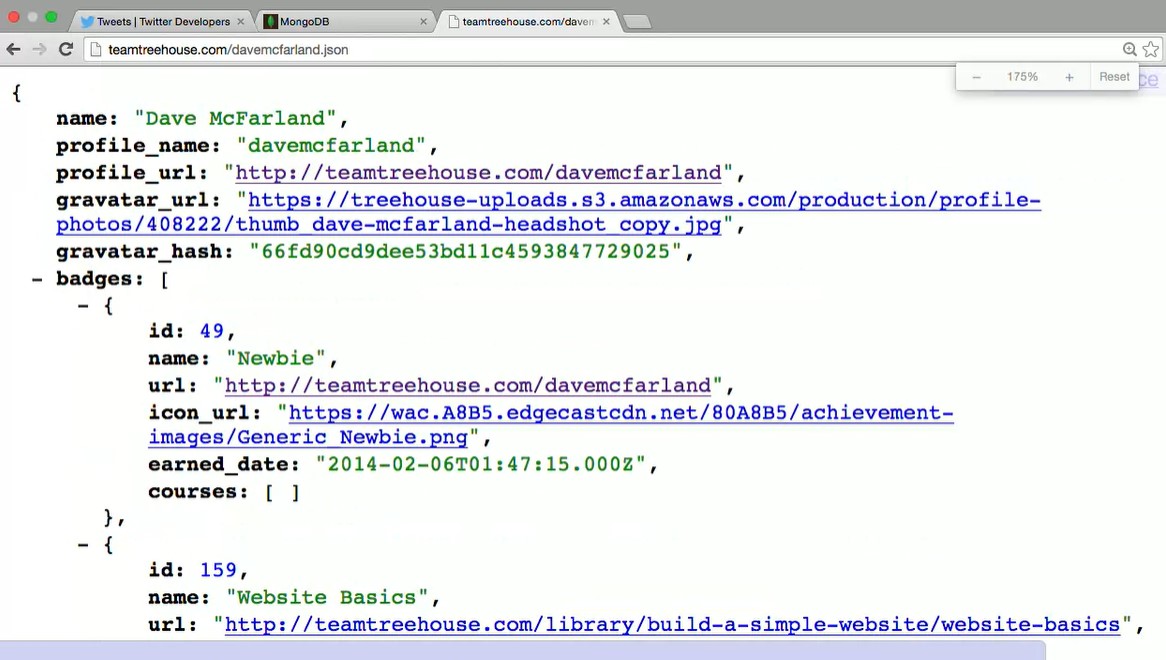 Tweets | Twitter Developers
MongoDB
teamtreehouse.com/davem
teamtreehouse.com/davemcfarland.json
175%
Reset
ce
{
name: "Dave McFarland",
profile_name: "davemcfarland",
profile_url: "http://teamtreehouse.com/davemcfarland",
gravatar_url: "https://treehouse-uploads.s3.amazonaws.com/production/profile-
photos/408222/thumb_dave-mcfarland-headshot_copy.jpg",
gravatar_hash: "66fd90cd9dee53bd11c4593847729025",
- badges: [
- {
id: 49,
name: "Newbie",
url: "http://teamtreehouse.com/davemcfarland",
icon_url: "https://wac.A8B5.edgecastcdn.net/80A8B5/achievement-
images/Generic_Newbie.png",
earned_date: "2014-02-06T01:47:15.000Z",
courses: [ ]
},
- {
id: 159,
name: "Website Basics",
url: "http://teamtreehouse.com/library/build-a-simple-website/website-basics",